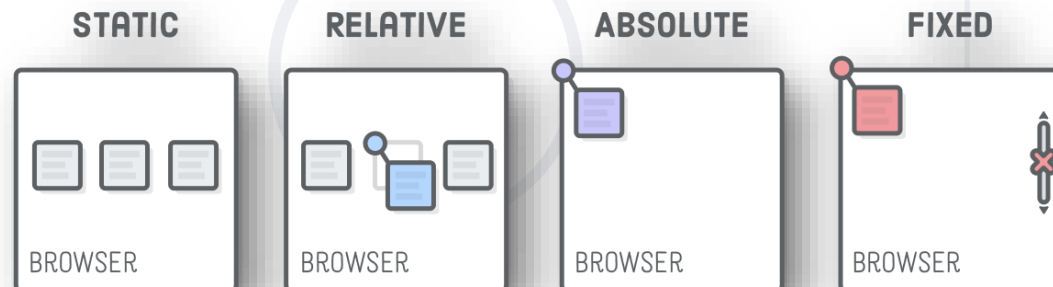 STATIC
RELATIVE
ABSOLUTE
FIXED
BROWSER
BROWSER
BROWSER
BROWSER